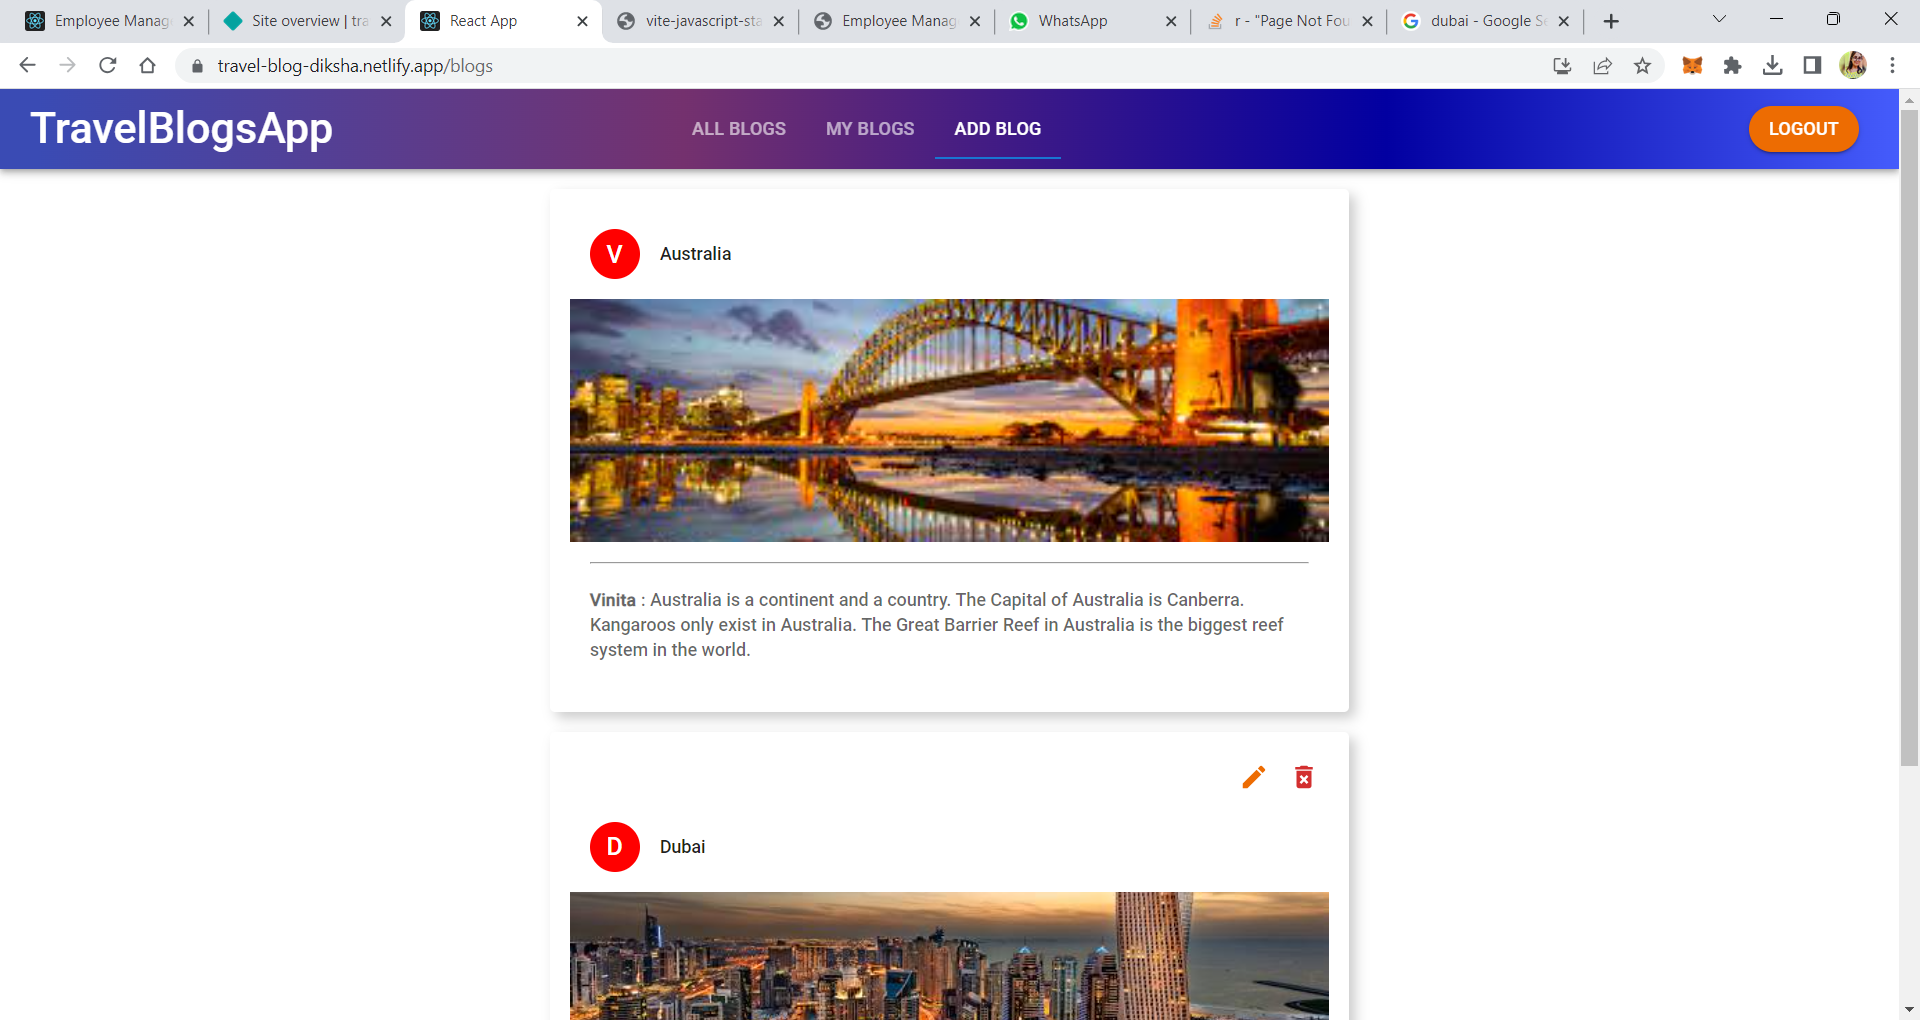 Employee Manag
Site overview | tra
React App
vite-javascript-sta
Employee Manag
WhatsApp
r - "Page Not Fou
dubai - Google Se
travel-blog-diksha.netlify.app/blogs
TravelBlogsApp
ALL BLOGS
MY BLOGS
ADD BLOG
LOGOUT
V
Australia
Vinita : Australia is a continent and a country. The Capital of Australia is Canberra.
Kangaroos only exist in Australia. The Great Barrier Reef in Australia is the biggest reef
system in the world.
D
Dubai